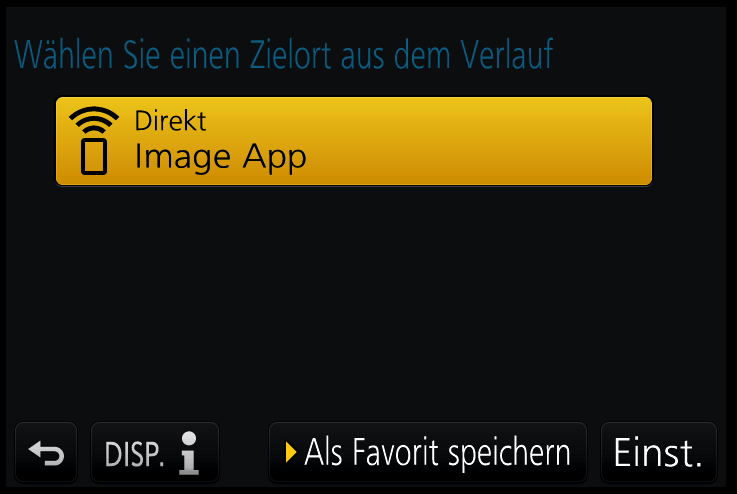 Wählen Sie einen Zielort aus dem Verlauf
Direkt
Image App
DISP. i
Als Favorit speichern
Einst.